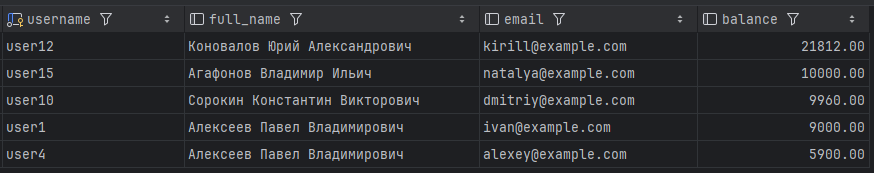 username full_name email balance
user12 Коновалов Юрий Александрович kirill@example.com 21812.00
user15 Агафонов Владимир Ильич natalya@example.com 10000.00
user10 Сорокин Константин Викторович dmitriy@example.com 9960.00
user1 Алексеев Павел Владимирович ivan@example.com 9000.00
user4 Алексеев Павел Владимирович alexey@example.com 5900.00